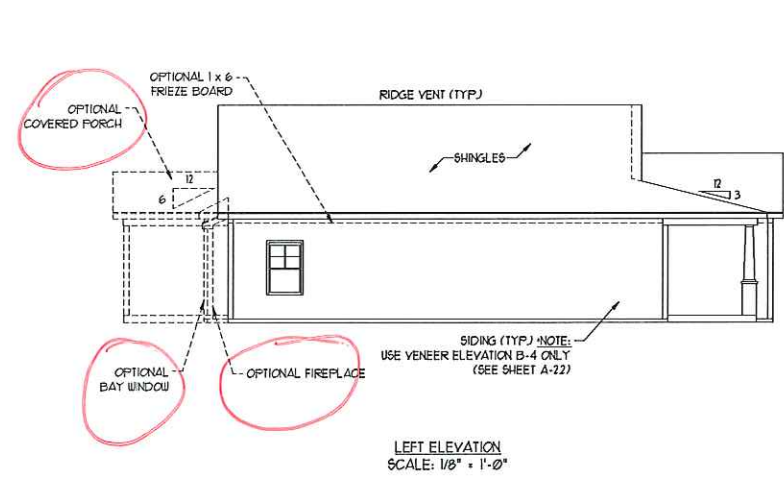 OPTIONAL 1 x 6
FRIEZE BOARD
RIDGE VENT (TYP.)
OPTIONAL
COVERED PORCH
SHINGLES
12
6
12
3
SIDING (TYP.) *NOTE:
USE VENEER ELEVATION B-4 ONLY
(SEE SHEET A-22)
OPTIONAL
BAY WINDOW
OPTIONAL FIREPLACE
LEFT ELEVATION
SCALE: 1/8" = 1'-0"